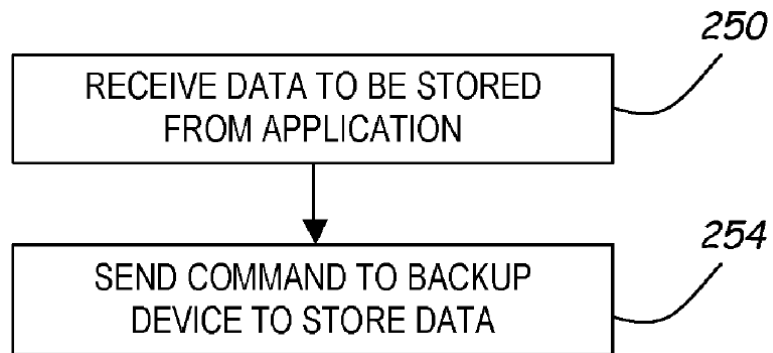 250
RECEIVE DATA TO BE STORED
FROM APPLICATION
254
SEND COMMAND TO BACKUP
DEVICE TO STORE DATA